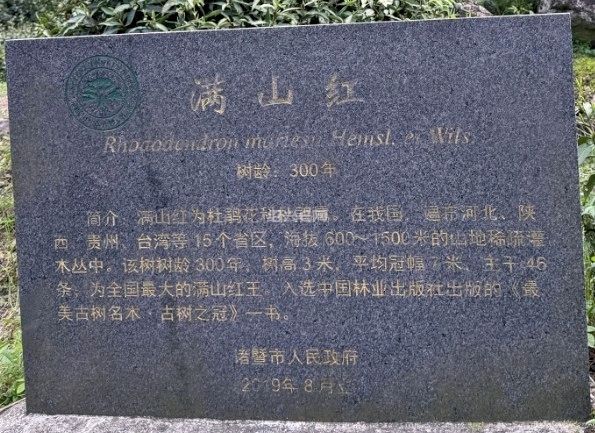 满山红
Rhododendron mariesii Hemsl. et Wils.
树龄：300年
简介 满山红为杜鹃花科 在我国，遍布河北、陕
西、贵州、台湾等15个省区，海拔600～1500米的山地稀疏灌
木丛中。该树树龄300年，树高3米，平均冠幅7米，主干46
条，为全国最大的满山红王，入选中国林业出版社出版的《最
美古树名木·古树之冠》一书。
诸暨市人民政府
2019年8月